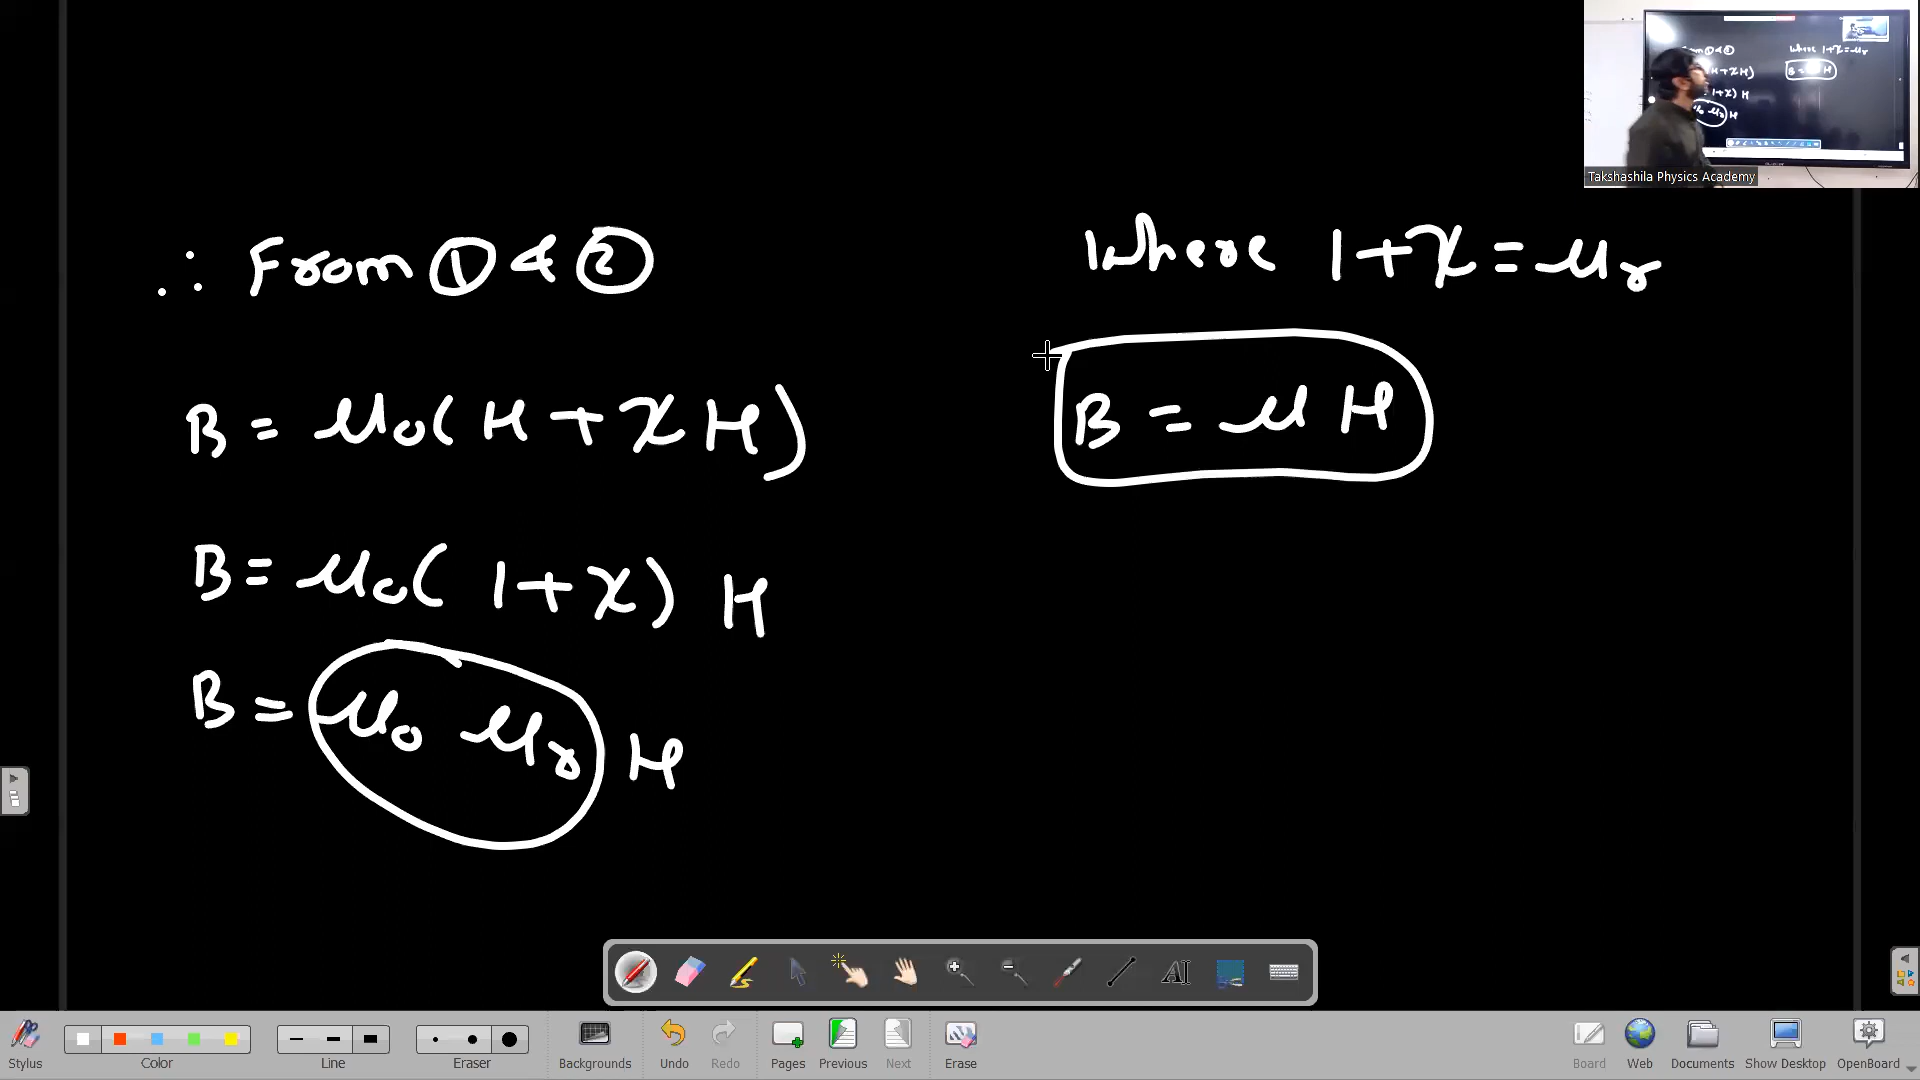 ∴ From ① & ②
B = μ₀(H + χH)
B = μ₀(1+χ) H
B = μ₀ μᵣ H
Where 1+χ = μᵣ
B = μ H
Takshashila Physics Academy
Stylus
Color
Line
Eraser
Backgrounds
Undo
Redo
Pages
Previous
Next
Erase
Board
Web
Documents
Show Desktop
OpenBoard